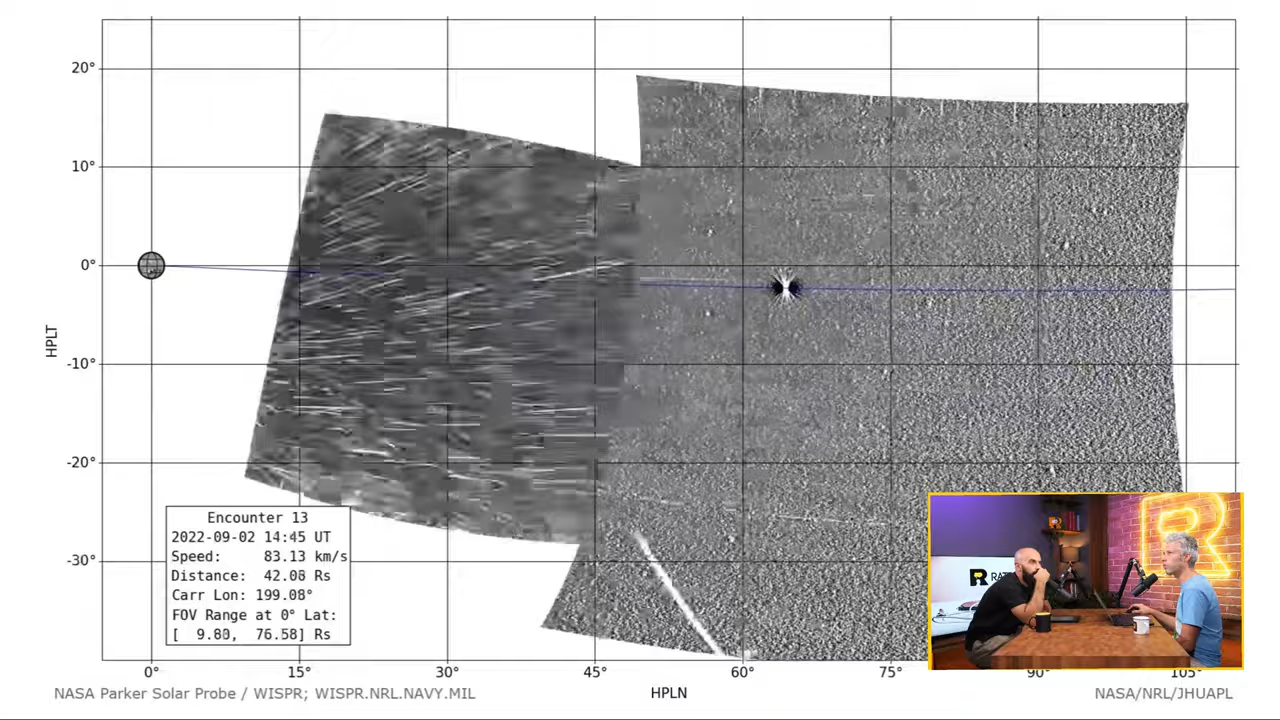 20°
10°
0°
-10°
-20°
-30°
HPLT
Encounter 13
2022-09-02 14:45 UT
Speed: 83.13 km/s
Distance: 42.08 Rs
Carr Lon: 199.08°
FOV Range at 0° Lat:
[ 9.80, 76.58] Rs
R
0° 15° 30° 45° 60° 75° 90° 105°
HPLN
NASA Parker Solar Probe / WISPR; WISPR.NRL.NAVY.MIL
NASA/NRL/JHUAPL